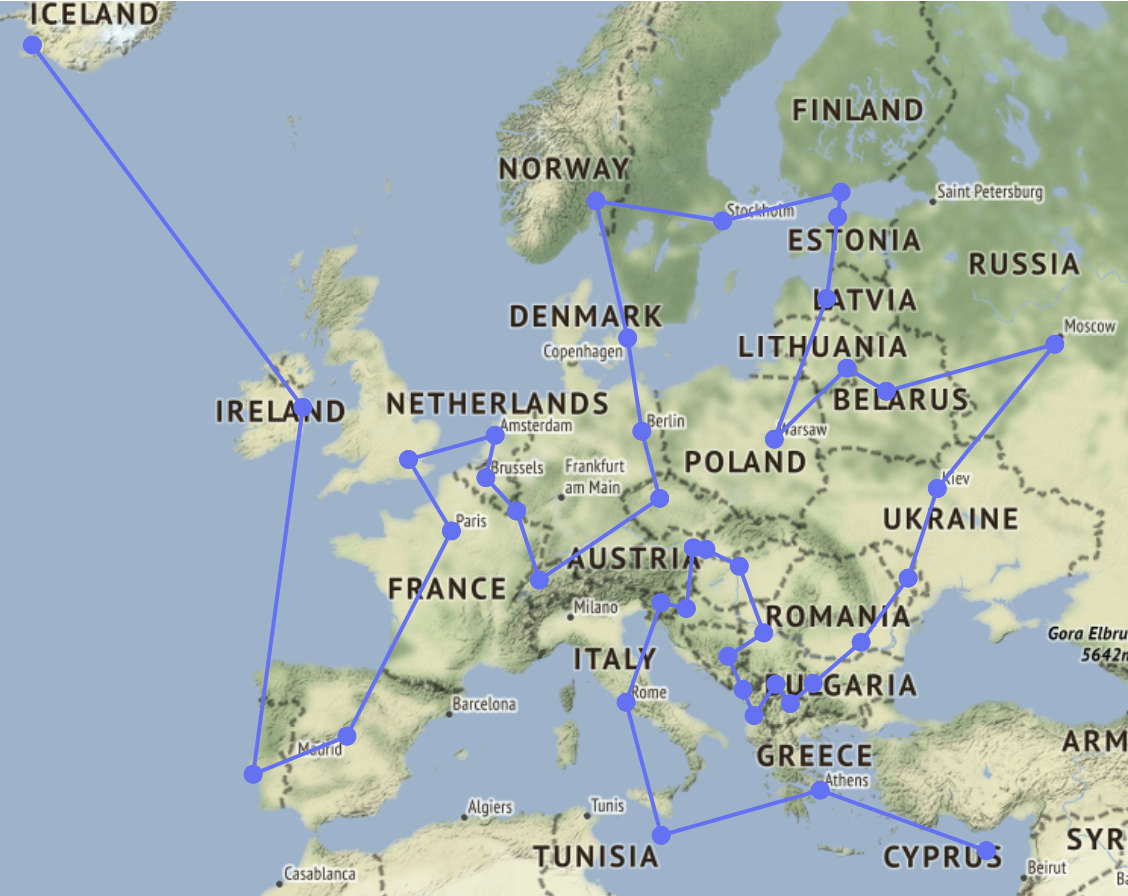 ICELAND
FINLAND
NORWAY
Saint Petersburg
Stockholm
ESTONIA
RUSSIA
LATVIA
DENMARK
Moscow
LITHUANIA
Copenhagen
NETHERLANDS
BELARUS
IRELAND
Amsterdam
Berlin
Warsaw
Brussels
Frankfurt
am Main
POLAND
Kiev
Paris
UKRAINE
AUSTRIA
FRANCE
Milano
ROMANIA
Gora Elbru
5642m
ITALY
BULGARIA
Rome
Barcelona
Madrid
ARM
GREECE
Athens
Algiers
Tunis
SYR
TUNISIA
CYPRUS
Beirut
Ba
Casablanca